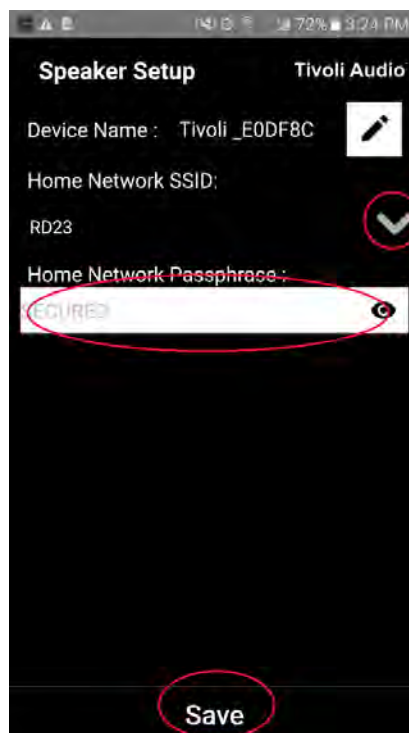 72% 3:24 PM
Speaker Setup Tivoli Audio
Device Name : Tivoli _E0DF8C
Home Network SSID:
RD23
Home Network Passphrase :
SECURED
Save